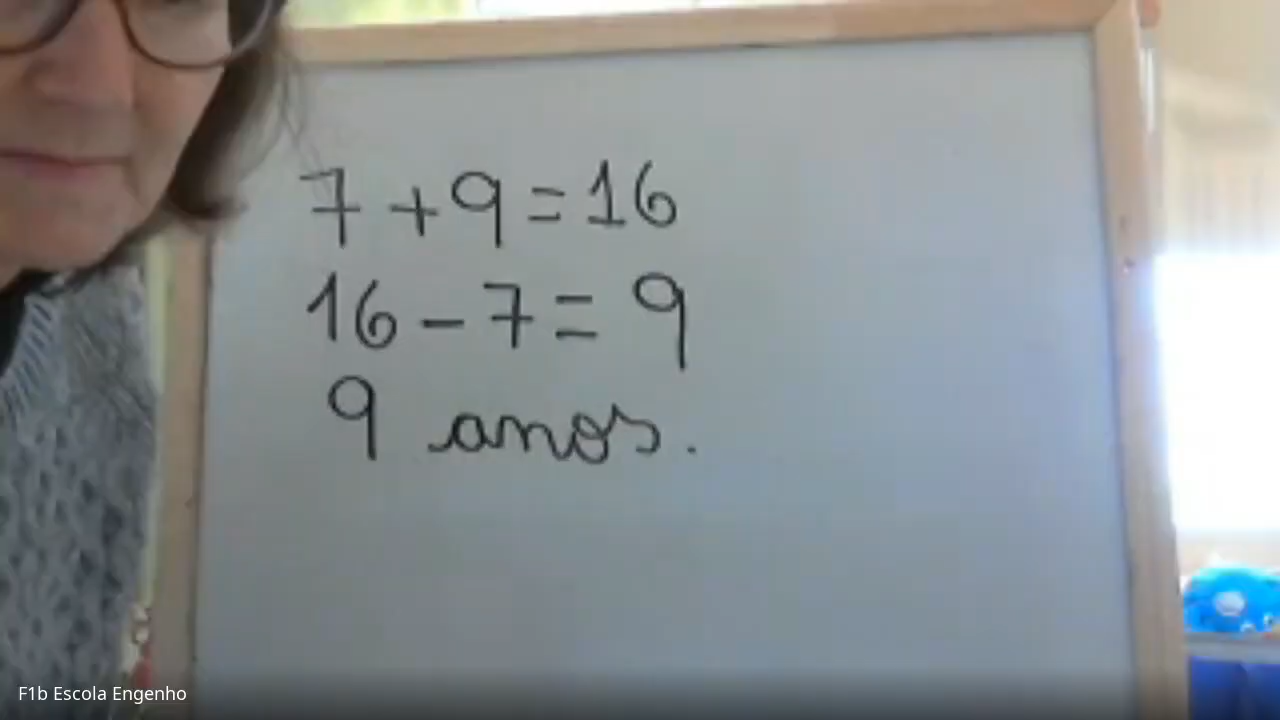 7 + 9 = 16
16 - 7 = 9
9 anos.
F1b Escola Engenho